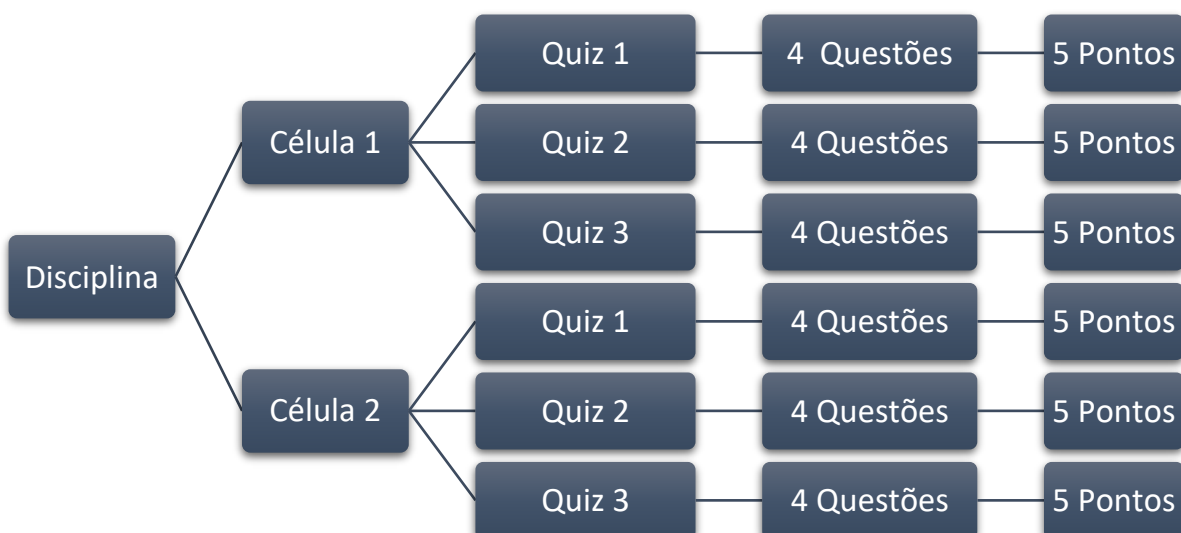 Disciplina
Célula 1
Quiz 1
4  Questões
5 Pontos
Quiz 2
4 Questões
5 Pontos
Quiz 3
4 Questões
5 Pontos
Célula 2
Quiz 1
4 Questões
5 Pontos
Quiz 2
4 Questões
5 Pontos
Quiz 3
4 Questões
5 Pontos